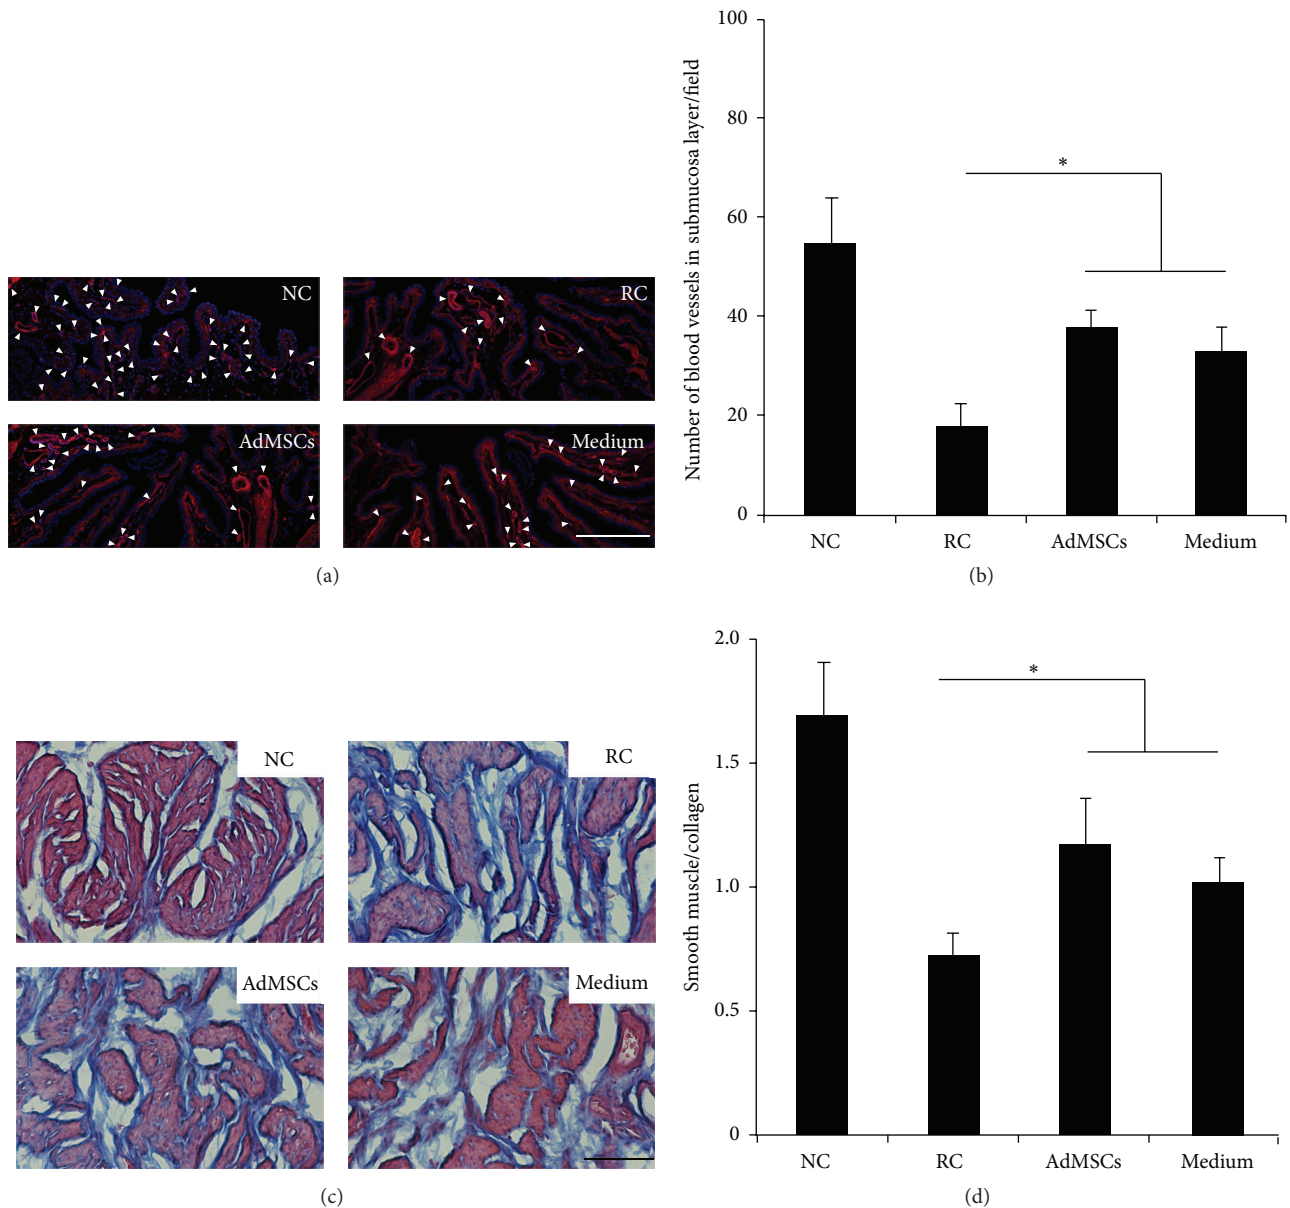 NC
RC
AdMSCs
Medium
(a)
Number of blood vessels in submucosa layer/field
100
80
60
40
20
0
*
NC RC AdMSCs Medium
(b)
NC
RC
AdMSCs
Medium
(c)
Smooth muscle/collagen
2.0
1.5
1.0
0.5
0
*
NC RC AdMSCs Medium
(d)